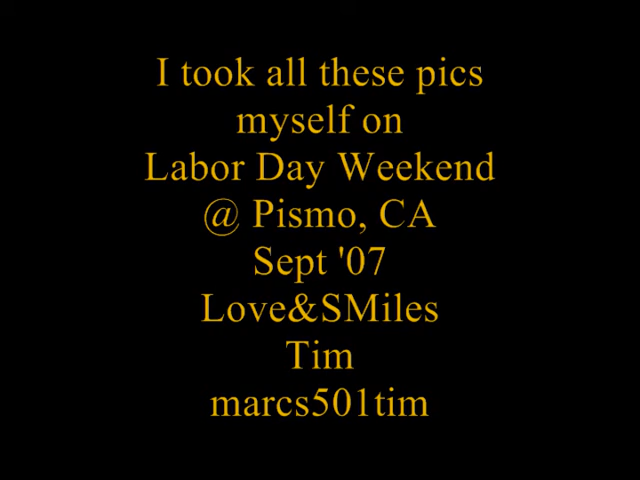 I took all these pics
myself on
Labor Day Weekend
@ Pismo, CA
Sept '07
Love&SMiles
Tim
marcs501tim